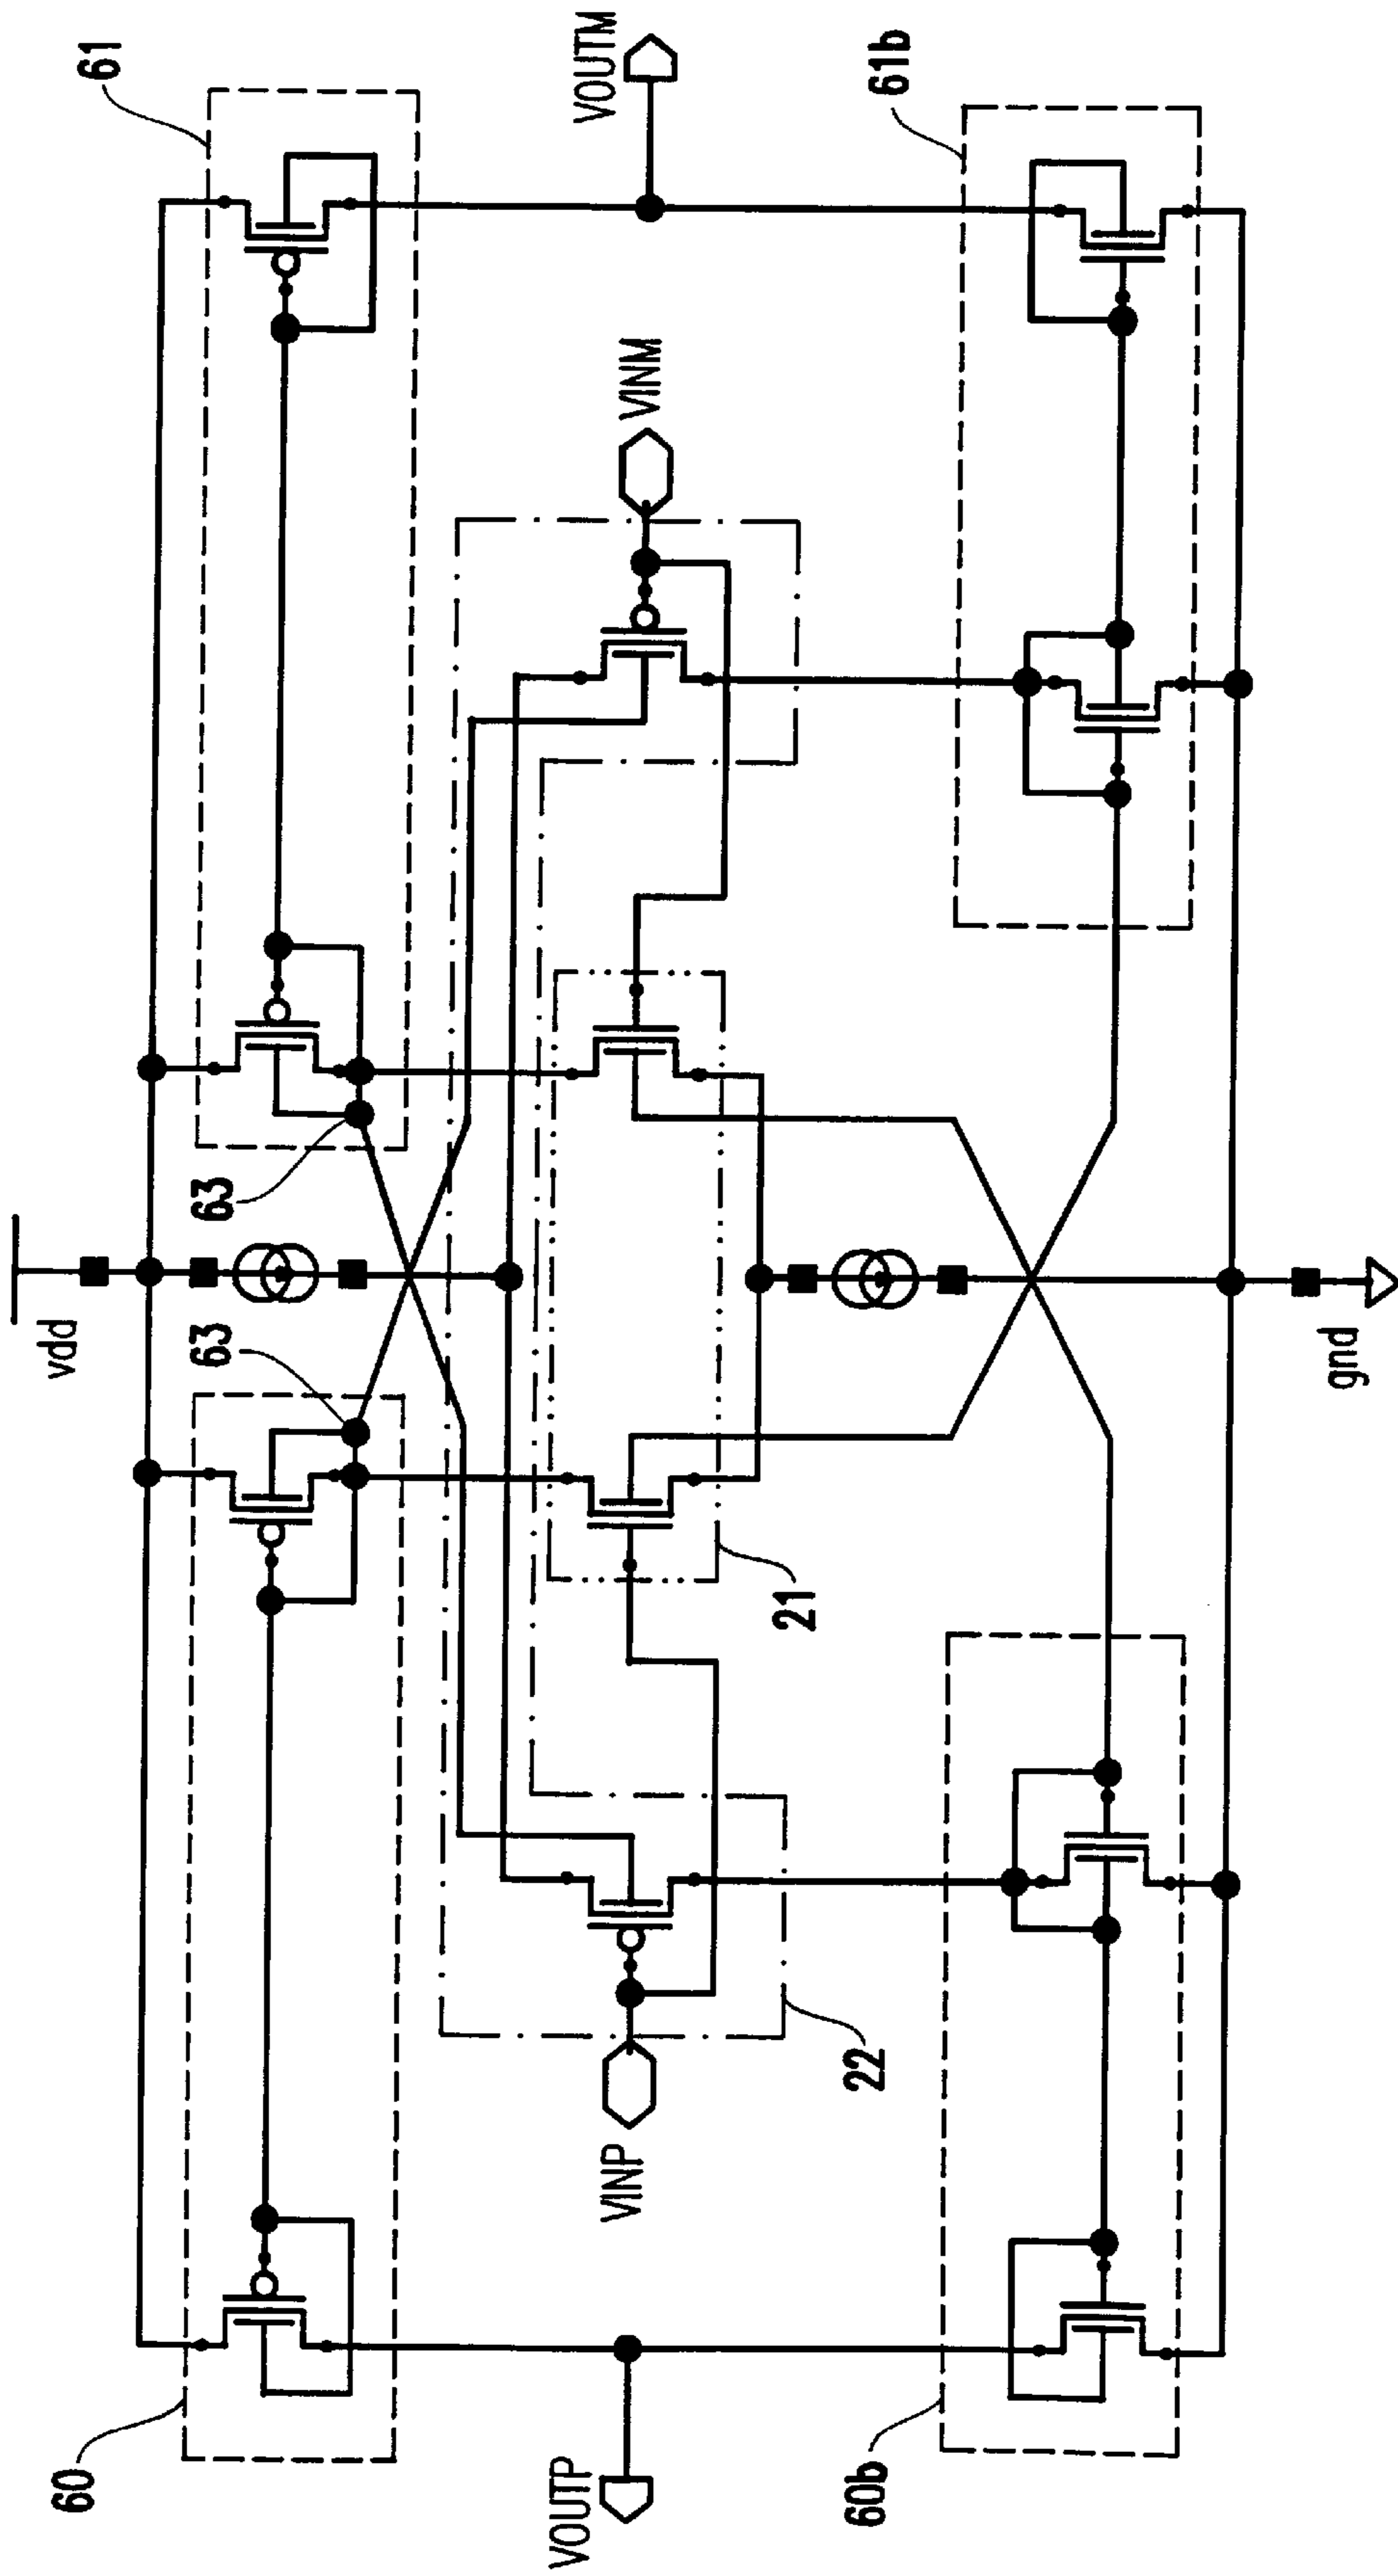 61
VOUTM
61b
VINM
63
vdd
63
gnd
21
22
VINP
60
VOUTP
60b